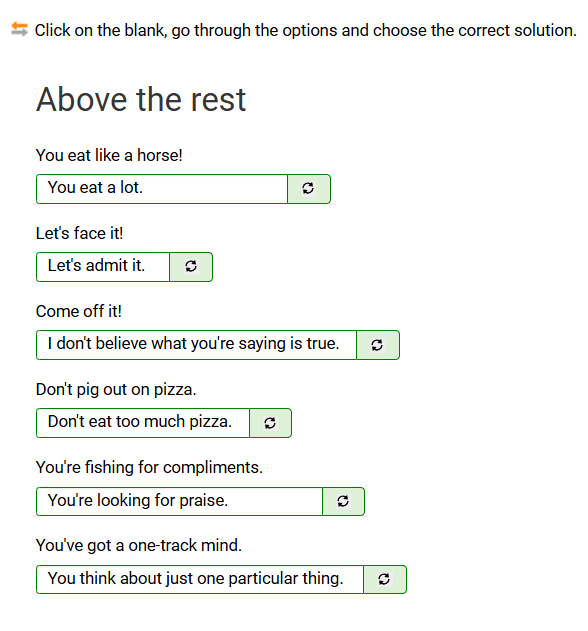 Click on the blank, go through the options and choose the correct solution.
Above the rest
You eat like a horse!
You eat a lot.
Let's face it!
Let's admit it.
Come off it!
I don't believe what you're saying is true.
Don't pig out on pizza.
Don't eat too much pizza.
You're fishing for compliments.
You're looking for praise.
You've got a one-track mind.
You think about just one particular thing.